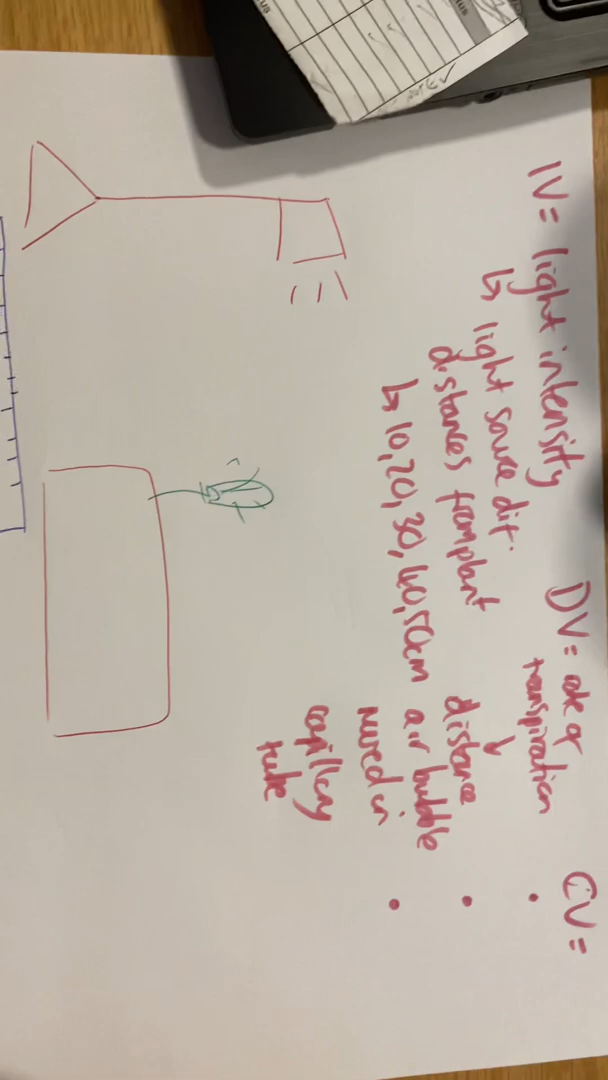 IV = light intensity
↳ light source dif.
distances from plant
↳ 10, 20, 30, 40, 50cm
DV = rate of
transpiration
↓
distance
air bubble
moved in
capillary
tube
CV =
•
•
•